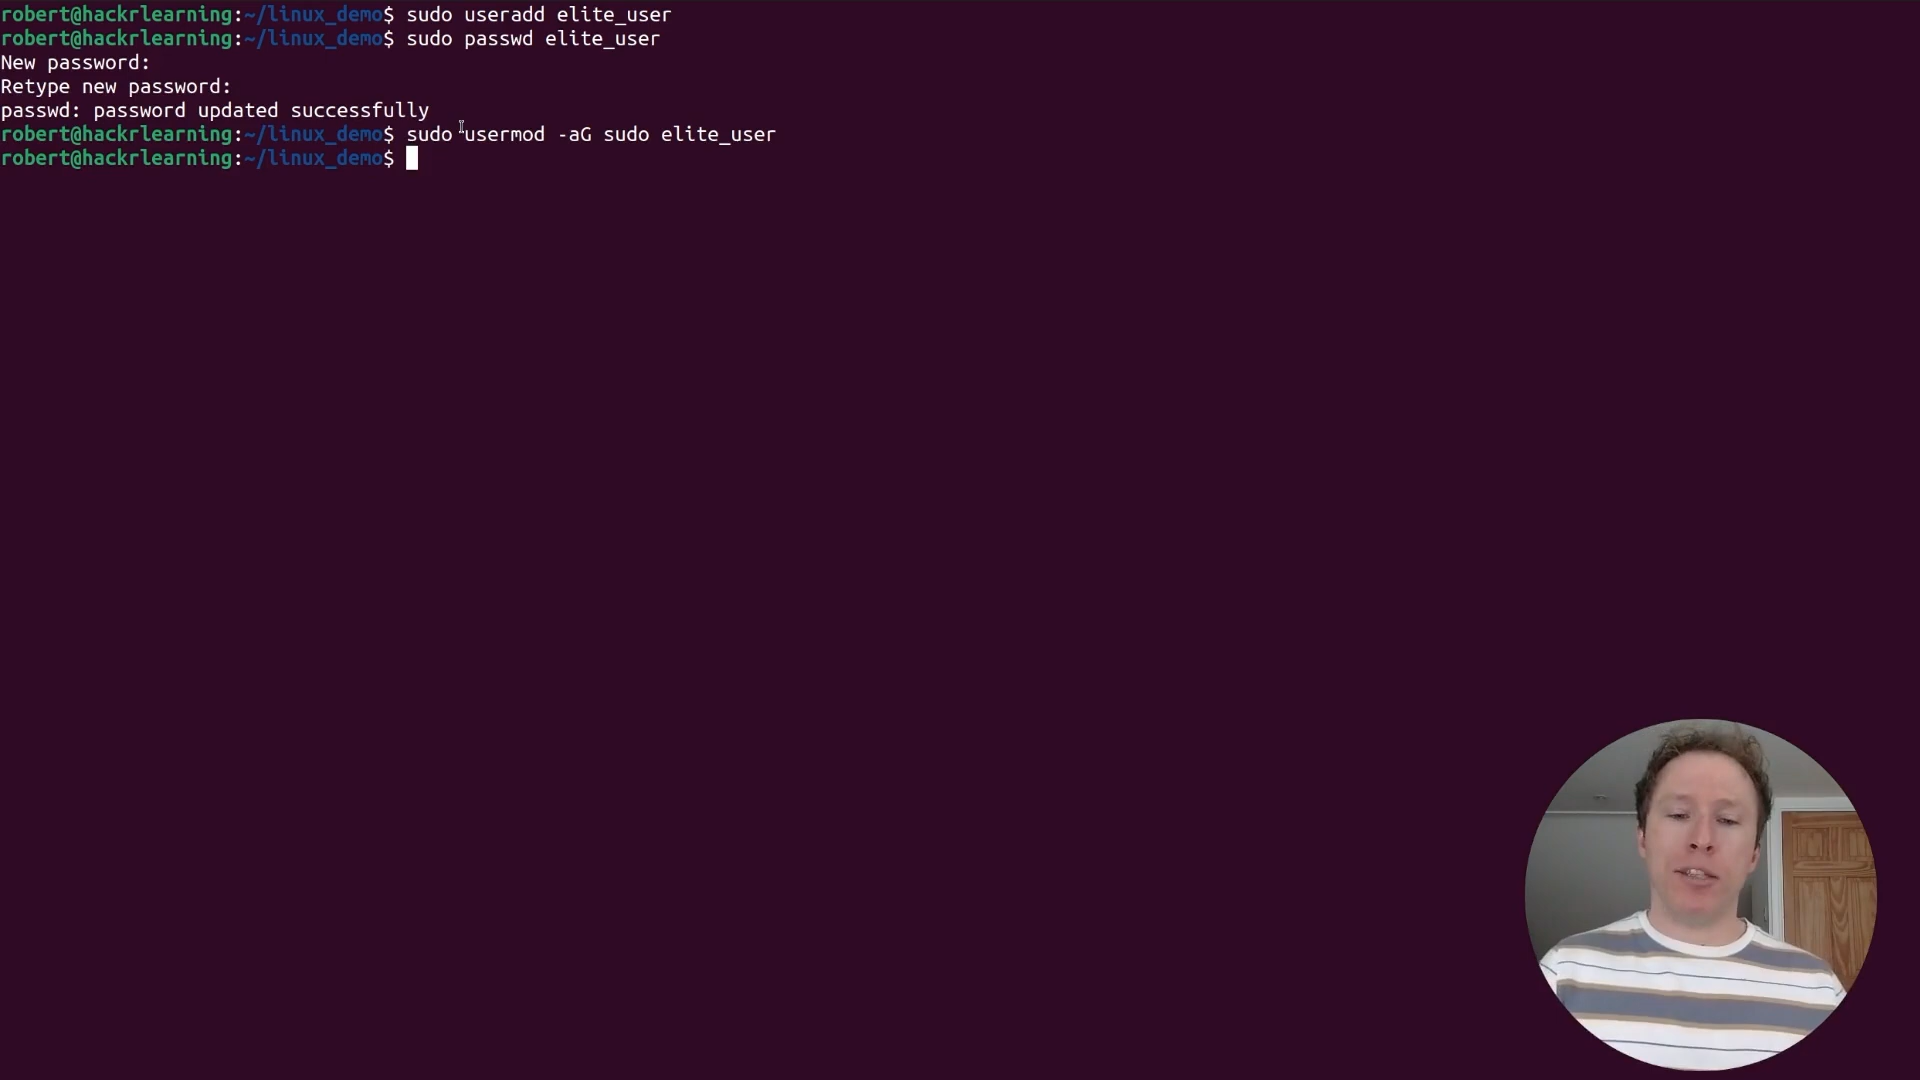 robert@hackrlearning:~/linux_demo$ sudo useradd elite_user
robert@hackrlearning:~/linux_demo$ sudo passwd elite_user
New password:
Retype new password:
passwd: password updated successfully
robert@hackrlearning:~/linux_demo$ sudo usermod -aG sudo elite_user
robert@hackrlearning:~/linux_demo$